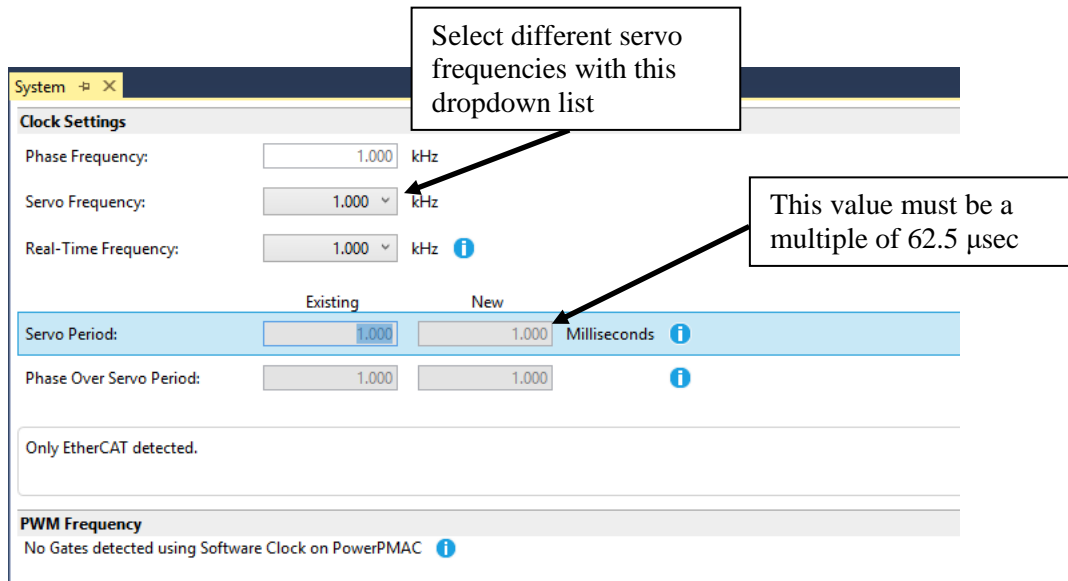 Select different servo
frequencies with this
dropdown list
System
Clock Settings
Phase Frequency: 1.000 kHz
Servo Frequency: 1.000 kHz
This value must be a
multiple of 62.5 μsec
Real-Time Frequency: 1.000 kHz
Existing New
Servo Period: 1.000 1.000 Milliseconds
Phase Over Servo Period: 1.000 1.000
Only EtherCAT detected.
PWM Frequency
No Gates detected using Software Clock on PowerPMAC